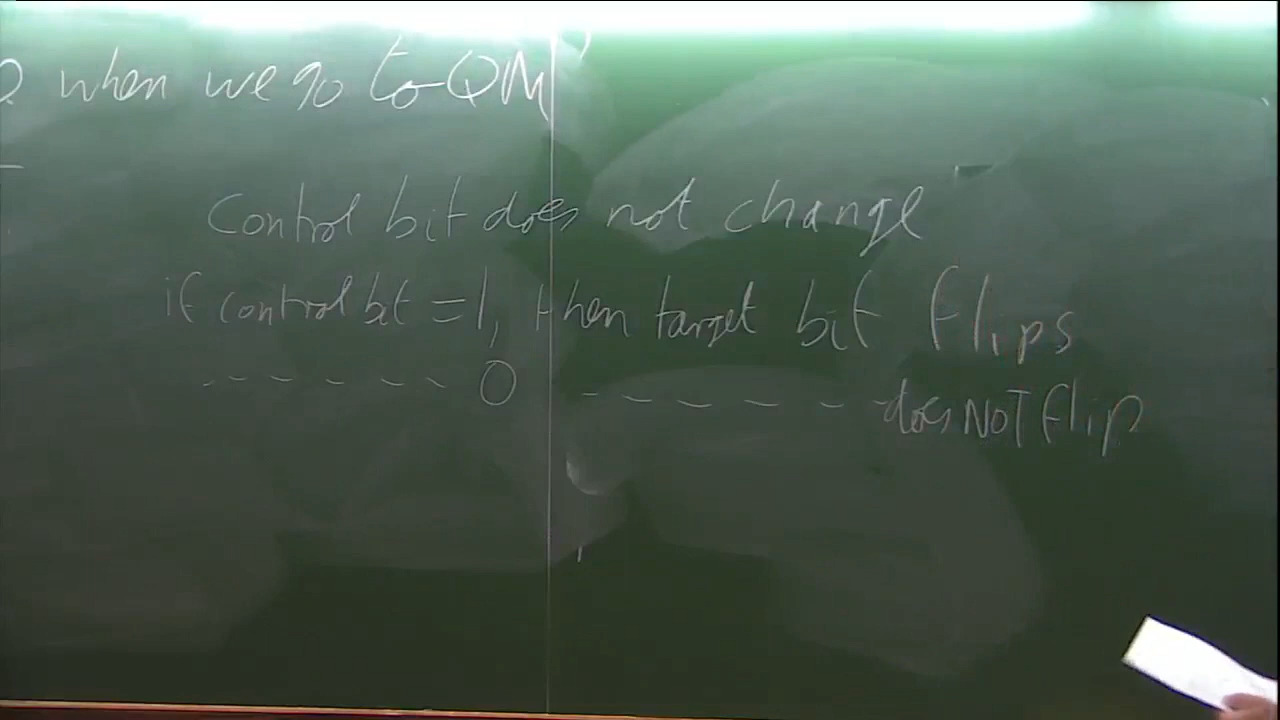 when we go to QM
Control bit does not change
if control bit = 1, then target bit flips
- - - - - - 0 - - - - - - does NOT flip